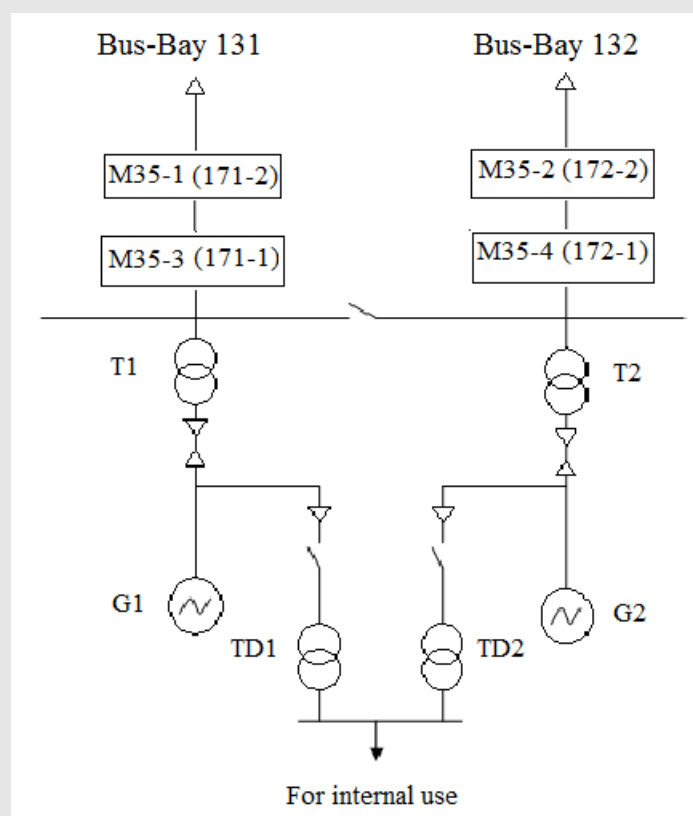 Bus-Bay 131
Bus-Bay 132
M35-1 (171-2)
M35-2 (172-2)
M35-3 (171-1)
M35-4 (172-1)
T1
T2
G1
G2
TD1
TD2
For internal use